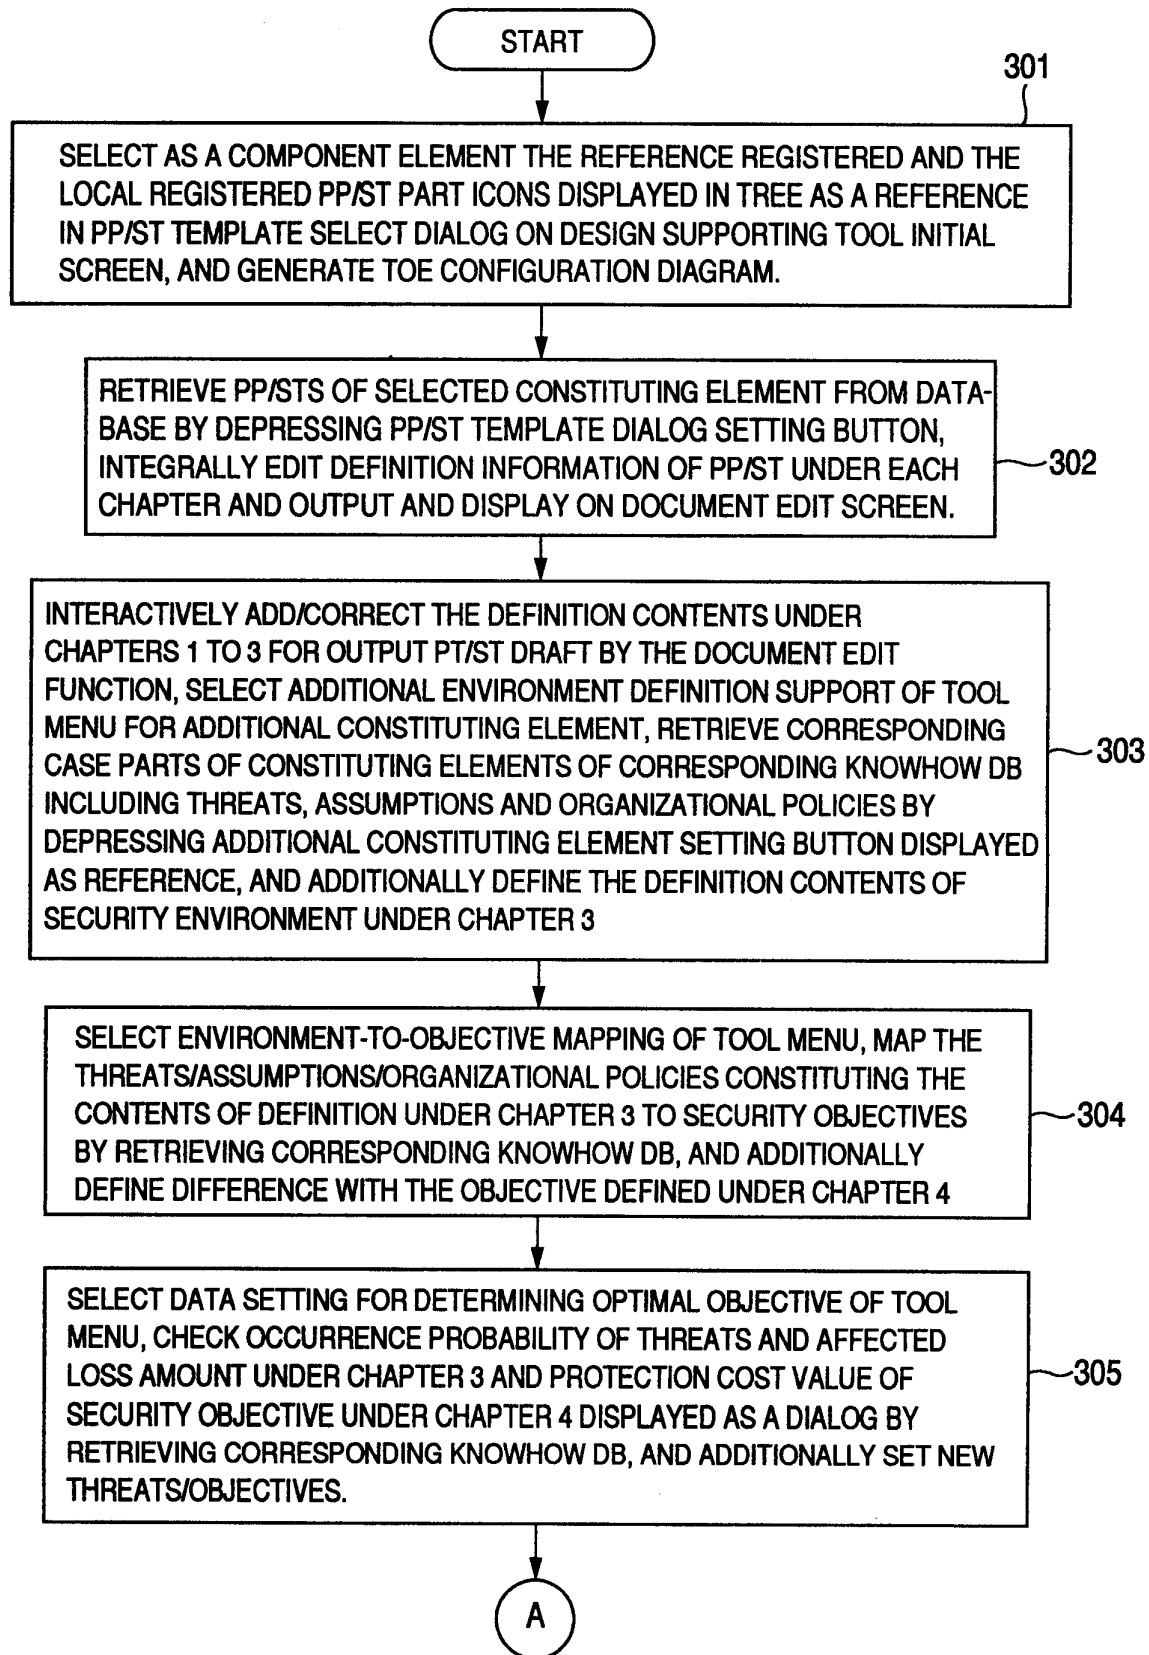 START
301
SELECT AS A COMPONENT ELEMENT THE REFERENCE REGISTERED AND THE
LOCAL REGISTERED PP/ST PART ICONS DISPLAYED IN TREE AS A REFERENCE
IN PP/ST TEMPLATE SELECT DIALOG ON DESIGN SUPPORTING TOOL INITIAL
SCREEN, AND GENERATE TOE CONFIGURATION DIAGRAM.
RETRIEVE PP/STS OF SELECTED CONSTITUTING ELEMENT FROM DATA-
BASE BY DEPRESSING PP/ST TEMPLATE DIALOG SETTING BUTTON,
INTEGRALLY EDIT DEFINITION INFORMATION OF PP/ST UNDER EACH
CHAPTER AND OUTPUT AND DISPLAY ON DOCUMENT EDIT SCREEN.
302
INTERACTIVELY ADD/CORRECT THE DEFINITION CONTENTS UNDER
CHAPTERS 1 TO 3 FOR OUTPUT PT/ST DRAFT BY THE DOCUMENT EDIT
FUNCTION, SELECT ADDITIONAL ENVIRONMENT DEFINITION SUPPORT OF TOOL
MENU FOR ADDITIONAL CONSTITUTING ELEMENT, RETRIEVE CORRESPONDING
CASE PARTS OF CONSTITUTING ELEMENTS OF CORRESPONDING KNOWHOW DB
INCLUDING THREATS, ASSUMPTIONS AND ORGANIZATIONAL POLICIES BY
DEPRESSING ADDITIONAL CONSTITUTING ELEMENT SETTING BUTTON DISPLAYED
AS REFERENCE, AND ADDITIONALLY DEFINE THE DEFINITION CONTENTS OF
SECURITY ENVIRONMENT UNDER CHAPTER 3
303
SELECT ENVIRONMENT-TO-OBJECTIVE MAPPING OF TOOL MENU, MAP THE
THREATS/ASSUMPTIONS/ORGANIZATIONAL POLICIES CONSTITUTING THE
CONTENTS OF DEFINITION UNDER CHAPTER 3 TO SECURITY OBJECTIVES
BY RETRIEVING CORRESPONDING KNOWHOW DB, AND ADDITIONALLY
DEFINE DIFFERENCE WITH THE OBJECTIVE DEFINED UNDER CHAPTER 4
304
SELECT DATA SETTING FOR DETERMINING OPTIMAL OBJECTIVE OF TOOL
MENU, CHECK OCCURRENCE PROBABILITY OF THREATS AND AFFECTED
LOSS AMOUNT UNDER CHAPTER 3 AND PROTECTION COST VALUE OF
SECURITY OBJECTIVE UNDER CHAPTER 4 DISPLAYED AS A DIALOG BY
RETRIEVING CORRESPONDING KNOWHOW DB, AND ADDITIONALLY SET NEW
THREATS/OBJECTIVES.
305
A